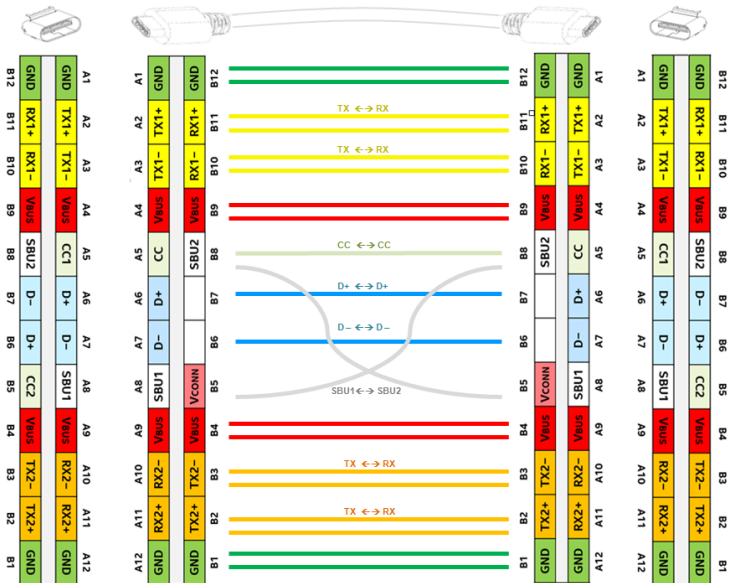 B12 GND GND A1 A1 GND GND B12 B12 GND GND A1 A1 GND GND B12
B11 RX1+ TX1+ A2 A2 TX1+ RX1+ B11 TX ↔ RX B11 RX1+ TX1+ A2 A2 TX1+ RX1+ B11
B10 RX1− TX1− A3 A3 TX1− RX1− B10 TX ↔ RX B10 RX1− TX1− A3 A3 TX1− RX1− B10
B9 VBUS VBUS A4 A4 VBUS VBUS B9 B9 VBUS VBUS A4 A4 VBUS VBUS B9
B8 SBU2 CC1 A5 A5 CC SBU2 B8 CC ↔ CC B8 SBU2 CC A5 A5 CC1 SBU2 B8
B7 D− D+ A6 A6 D+ B7 D+ ↔ D+ B7 D+ A6 A6 D+ D− B7
B6 D+ D− A7 A7 D− B6 D− ↔ D− B6 D− A7 A7 D− D+ B6
B5 CC2 SBU1 A8 A8 SBU1 VCONN B5 SBU1 ↔ SBU2 B5 VCONN SBU1 A8 A8 SBU1 CC2 B5
B4 VBUS VBUS A9 A9 VBUS VBUS B4 B4 VBUS VBUS A9 A9 VBUS VBUS B4
B3 TX2− RX2− A10 A10 RX2− TX2− B3 TX ↔ RX B3 TX2− RX2− A10 A10 RX2− TX2− B3
B2 TX2+ RX2+ A11 A11 RX2+ TX2+ B2 TX ↔ RX B2 TX2+ RX2+ A11 A11 RX2+ TX2+ B2
B1 GND GND A12 A12 GND GND B1 B1 GND GND A12 A12 GND GND B1